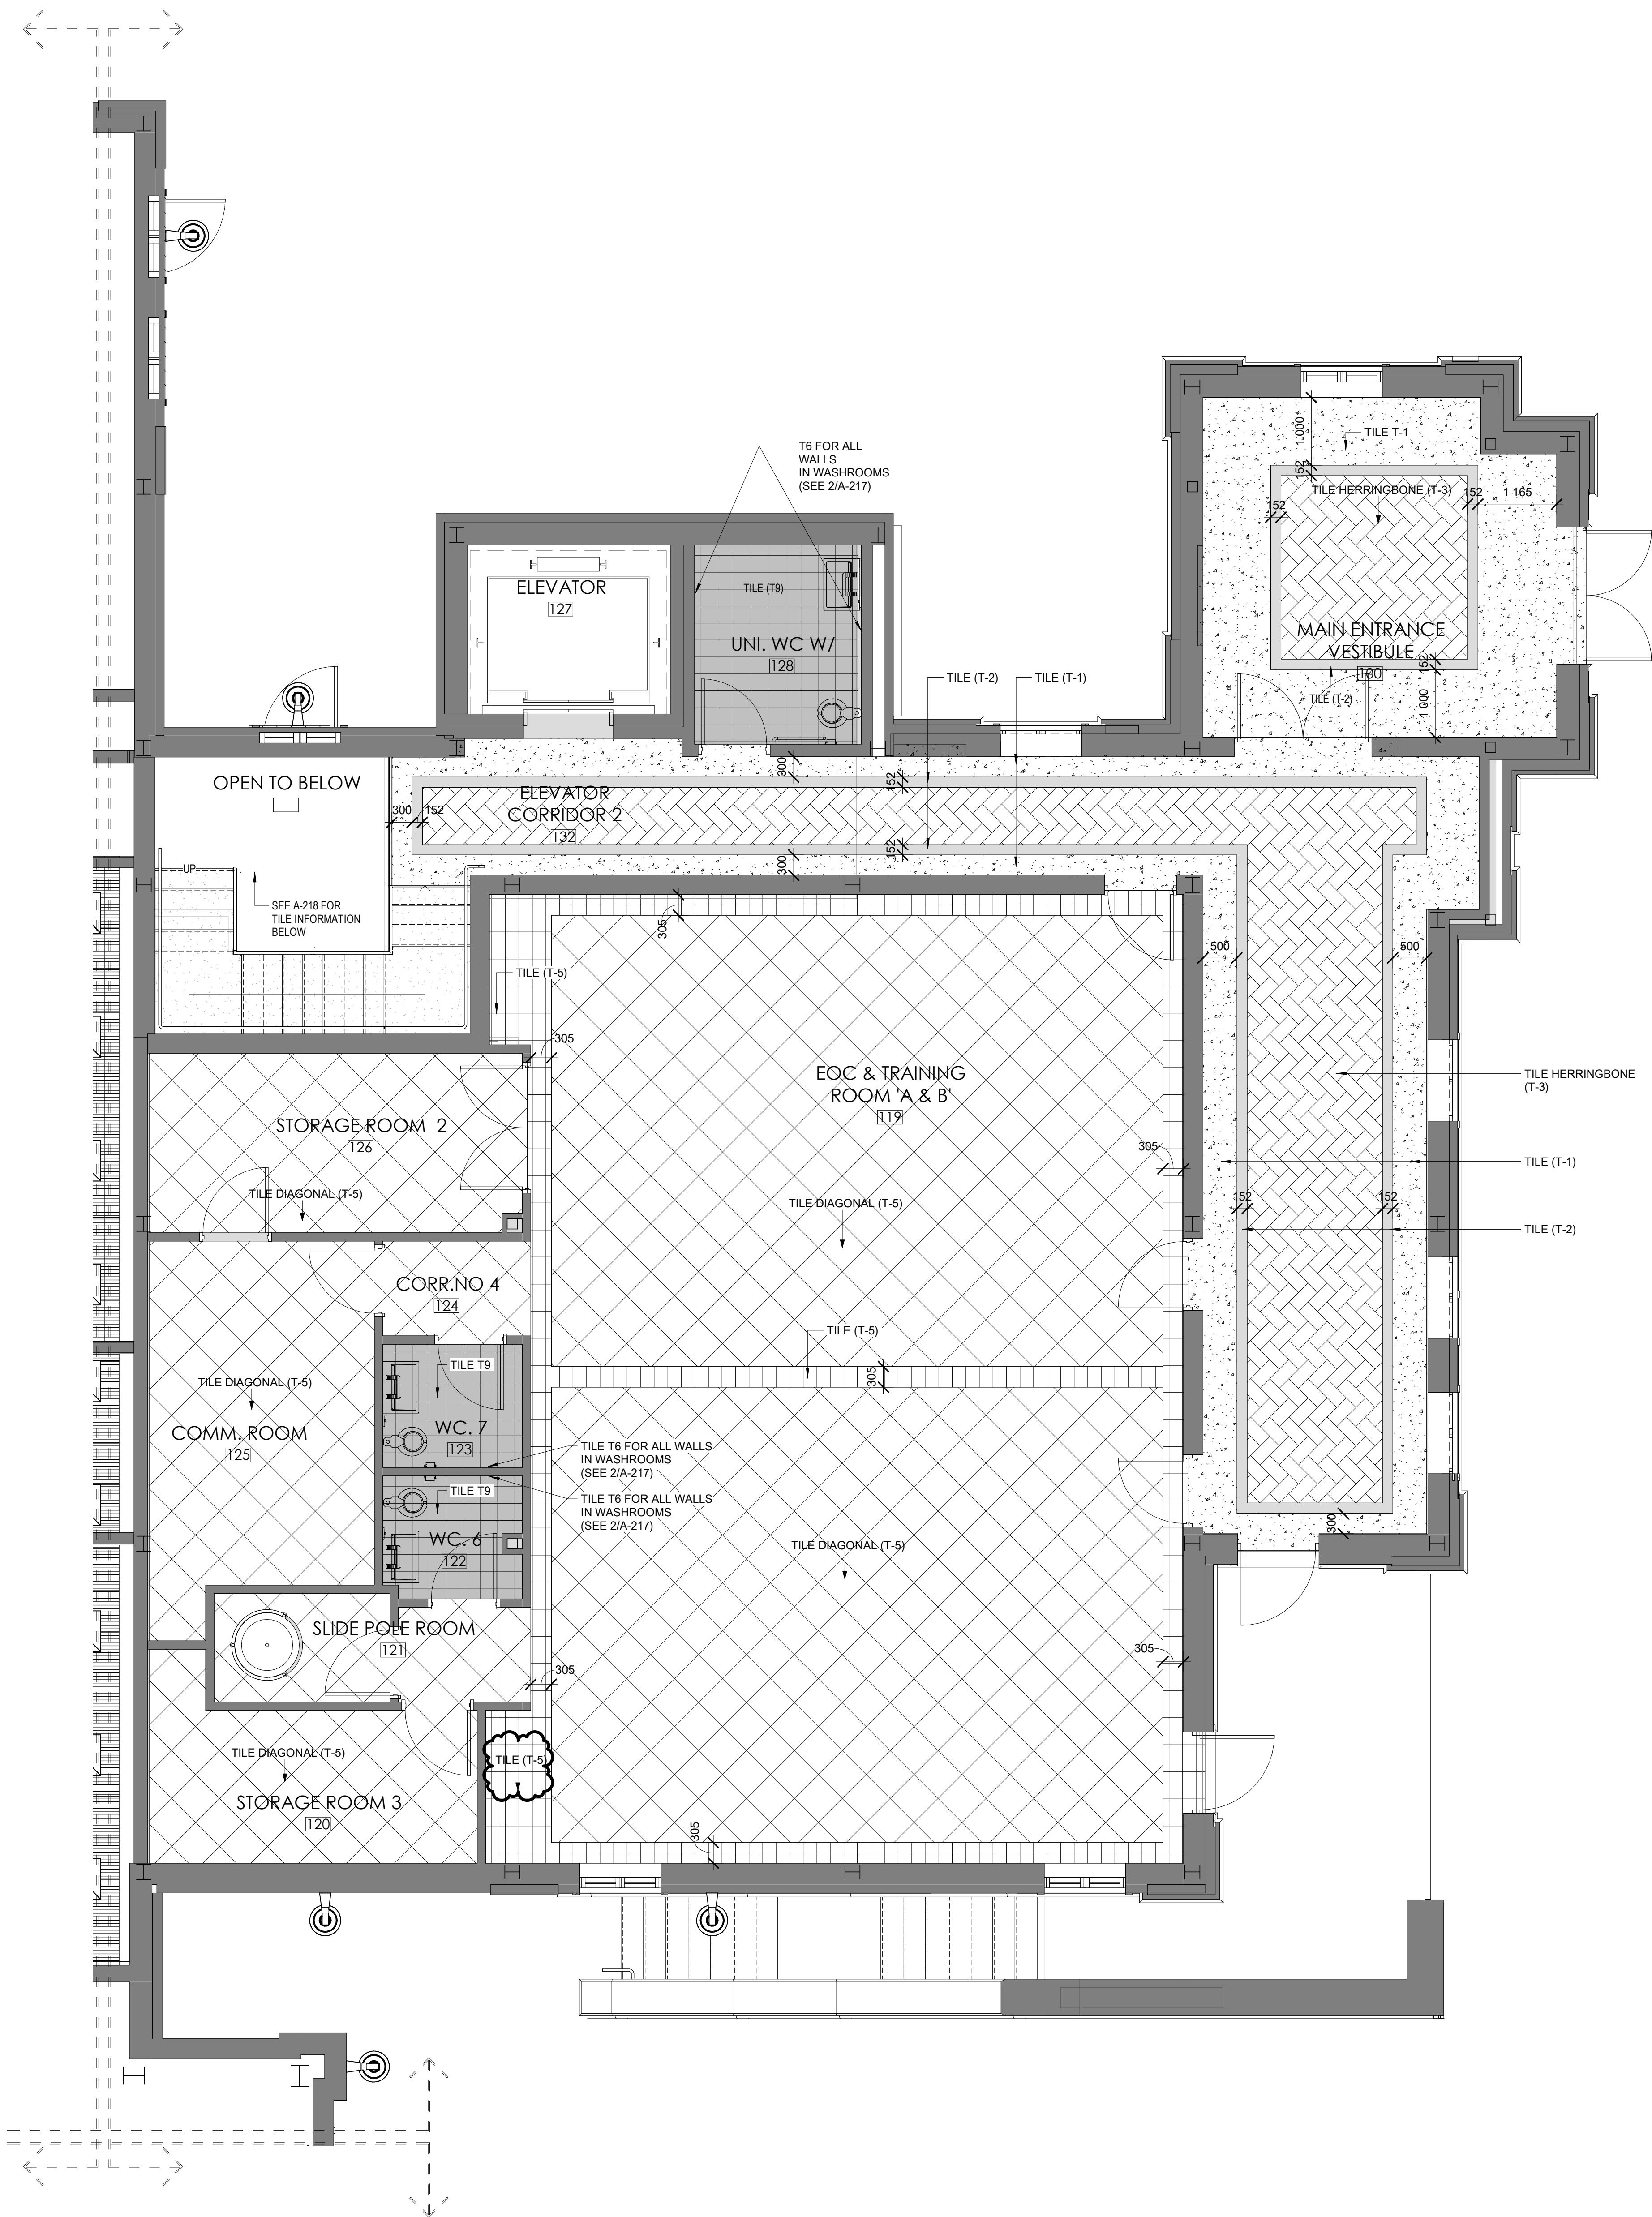 T6 FOR ALL
WALLS
IN WASHROOMS
(SEE 2/A-217)
1 000
TILE T-1
152
TILE HERRINGBONE (T-3)
152
1 165
152
ELEVATOR
127
TILE (T9)
UNI. WC W/
128
MAIN ENTRANCE
VESTIBULE
100
152
TILE (T-2)
1 000
TILE (T-2)
TILE (T-1)
300
OPEN TO BELOW
152
ELEVATOR
CORRIDOR 2
132
300
152
152
300
UP
SEE A-218 FOR
TILE INFORMATION
BELOW
305
500
500
TILE (T-5)
305
EOC & TRAINING
ROOM 'A & B'
119
TILE HERRINGBONE
(T-3)
STORAGE ROOM 2
126
305
TILE (T-1)
TILE DIAGONAL (T-5)
TILE DIAGONAL (T-5)
152
152
TILE (T-2)
CORR.NO 4
124
TILE (T-5)
305
TILE T9
TILE DIAGONAL (T-5)
WC. 7
123
COMM. ROOM
125
TILE T6 FOR ALL WALLS
IN WASHROOMS
(SEE 2/A-217)
TILE T9
TILE T6 FOR ALL WALLS
IN WASHROOMS
(SEE 2/A-217)
300
WC. 6
122
TILE DIAGONAL (T-5)
SLIDE POLE ROOM
121
305
305
TILE DIAGONAL (T-5)
TILE (T-5)
STORAGE ROOM 3
120
305